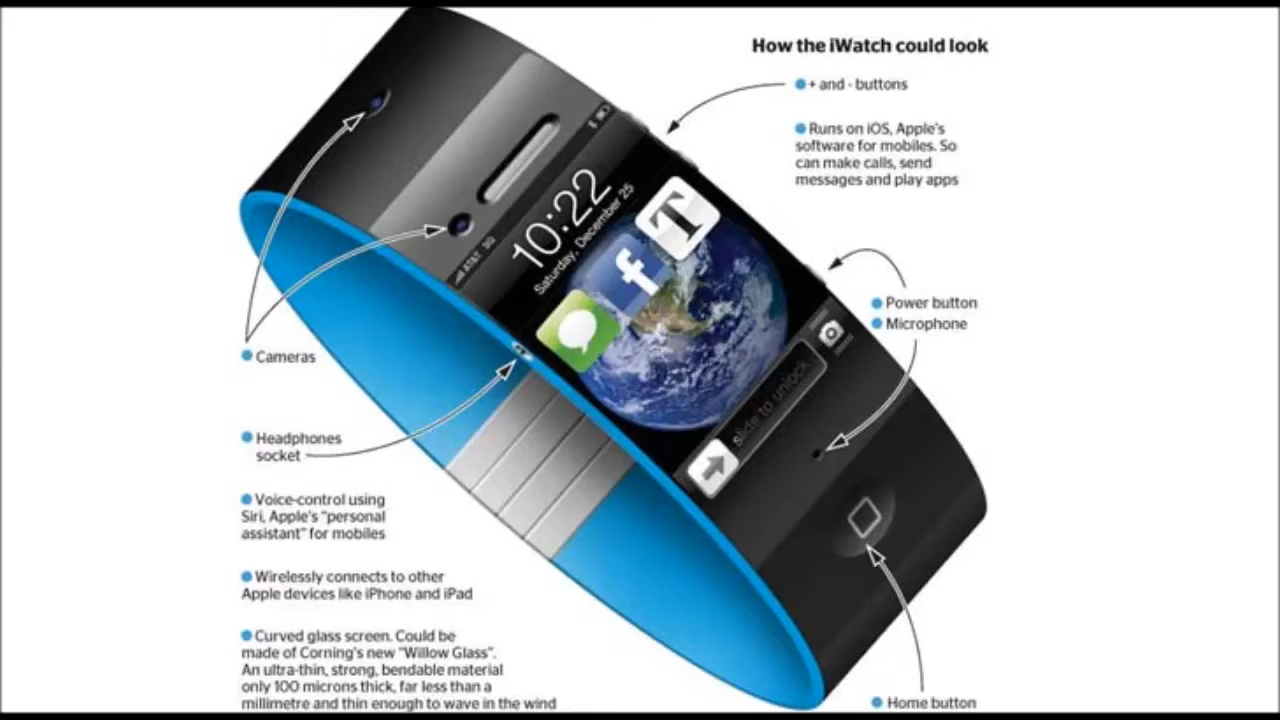 How the iWatch could look
+ and - buttons
Runs on iOS, Apple's
software for mobiles. So
can make calls, send
messages and play apps
AT&T 3G
10:22
Saturday, December 25
T
f
slide to unlock
Power button
Microphone
Cameras
Headphones
socket
Voice-control using
Siri, Apple's "personal
assistant" for mobiles
Wirelessly connects to other
Apple devices like iPhone and iPad
Curved glass screen. Could be
made of Corning's new "Willow Glass".
An ultra-thin, strong, bendable material
only 100 microns thick, far less than a
millimetre and thin enough to wave in the wind
Home button